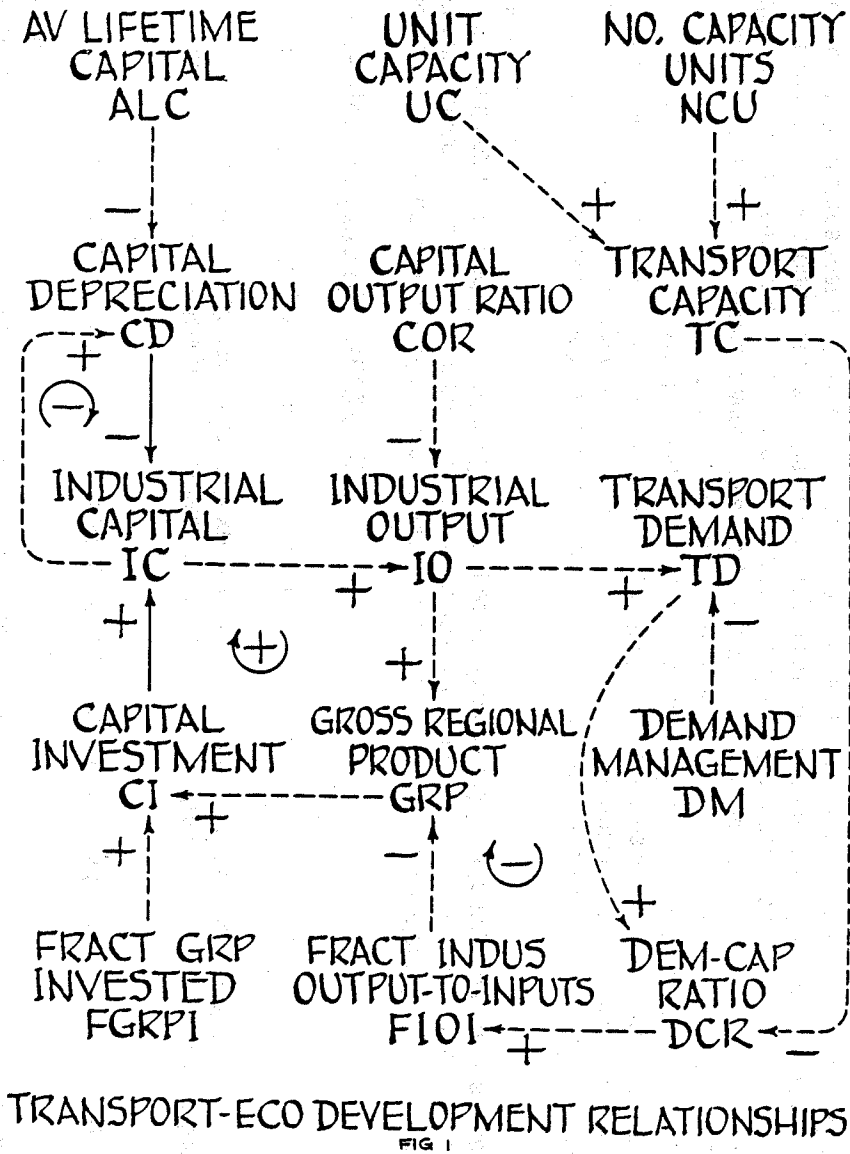 AV LIFETIME
CAPITAL
ALC
UNIT
CAPACITY
UC
NO. CAPACITY
UNITS
NCU
−
+
+
CAPITAL
DEPRECIATION
CD
CAPITAL
OUTPUT RATIO
COR
TRANSPORT
CAPACITY
TC
+
−
−
−
INDUSTRIAL
CAPITAL
IC
INDUSTRIAL
OUTPUT
IO
TRANSPORT
DEMAND
TD
+
+
+
+
+
−
CAPITAL
INVESTMENT
CI
GROSS REGIONAL
PRODUCT
GRP
DEMAND
MANAGEMENT
DM
+
+
−
−
+
FRACT GRP
INVESTED
FGRPI
FRACT INDUS
OUTPUT-TO-INPUTS
FIOI
DEM-CAP
RATIO
DCR
+
−
TRANSPORT-ECO DEVELOPMENT RELATIONSHIPS
FIG 1